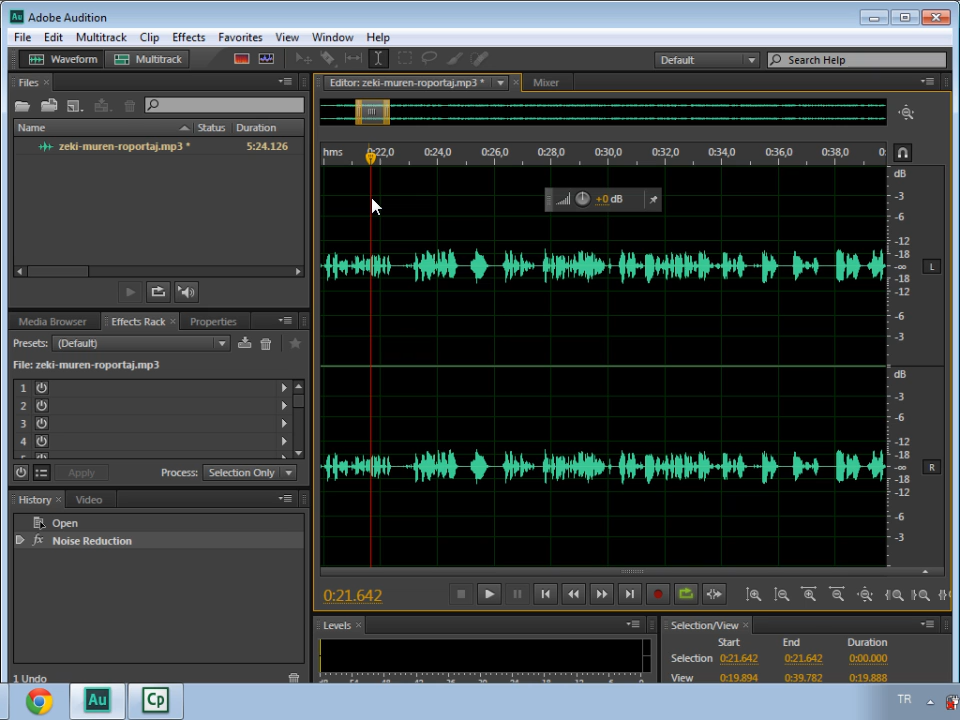 Au Adobe Audition
File Edit Multitrack Clip Effects Favorites View Window Help
Waveform Multitrack Default Search Help
Files × Editor: zeki-muren-roportaj.mp3 * × Mixer
Name Status Duration
zeki-muren-roportaj.mp3 * 5:24.126
hms 0:22,0 0:24,0 0:26,0 0:28,0 0:30,0 0:32,0 0:34,0 0:36,0 0:38,0
dB
+0 dB
-3
-6
-12
-18
-∞ L
-18
-12
-6
-3
Media Browser Effects Rack × Properties
Presets: (Default)
File: zeki-muren-roportaj.mp3
1
2
3
4
Apply Process: Selection Only
dB
-3
-6
-12
-18
-∞ R
-18
-12
-6
-3
History × Video
Open
fx Noise Reduction
0:21.642
Levels × Selection/View ×
Start End Duration
Selection 0:21.642 0:21.642 0:00.000
View 0:19.894 0:39.782 0:19.888
1 Undo
Au Cp TR